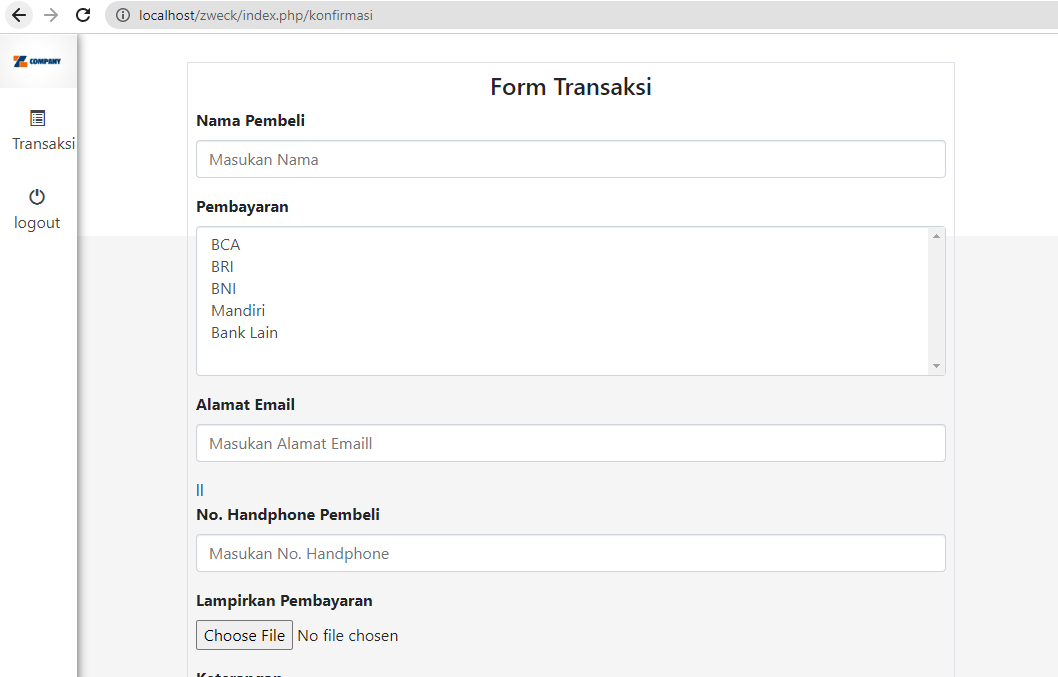 localhost/zweck/index.php/konfirmasi
COMPANY
Transaksi
logout
Form Transaksi
Nama Pembeli
Masukan Nama
Pembayaran
BCA
BRI
BNI
Mandiri
Bank Lain
Alamat Email
Masukan Alamat Emaill
ll
No. Handphone Pembeli
Masukan No. Handphone
Lampirkan Pembayaran
Choose File No file chosen